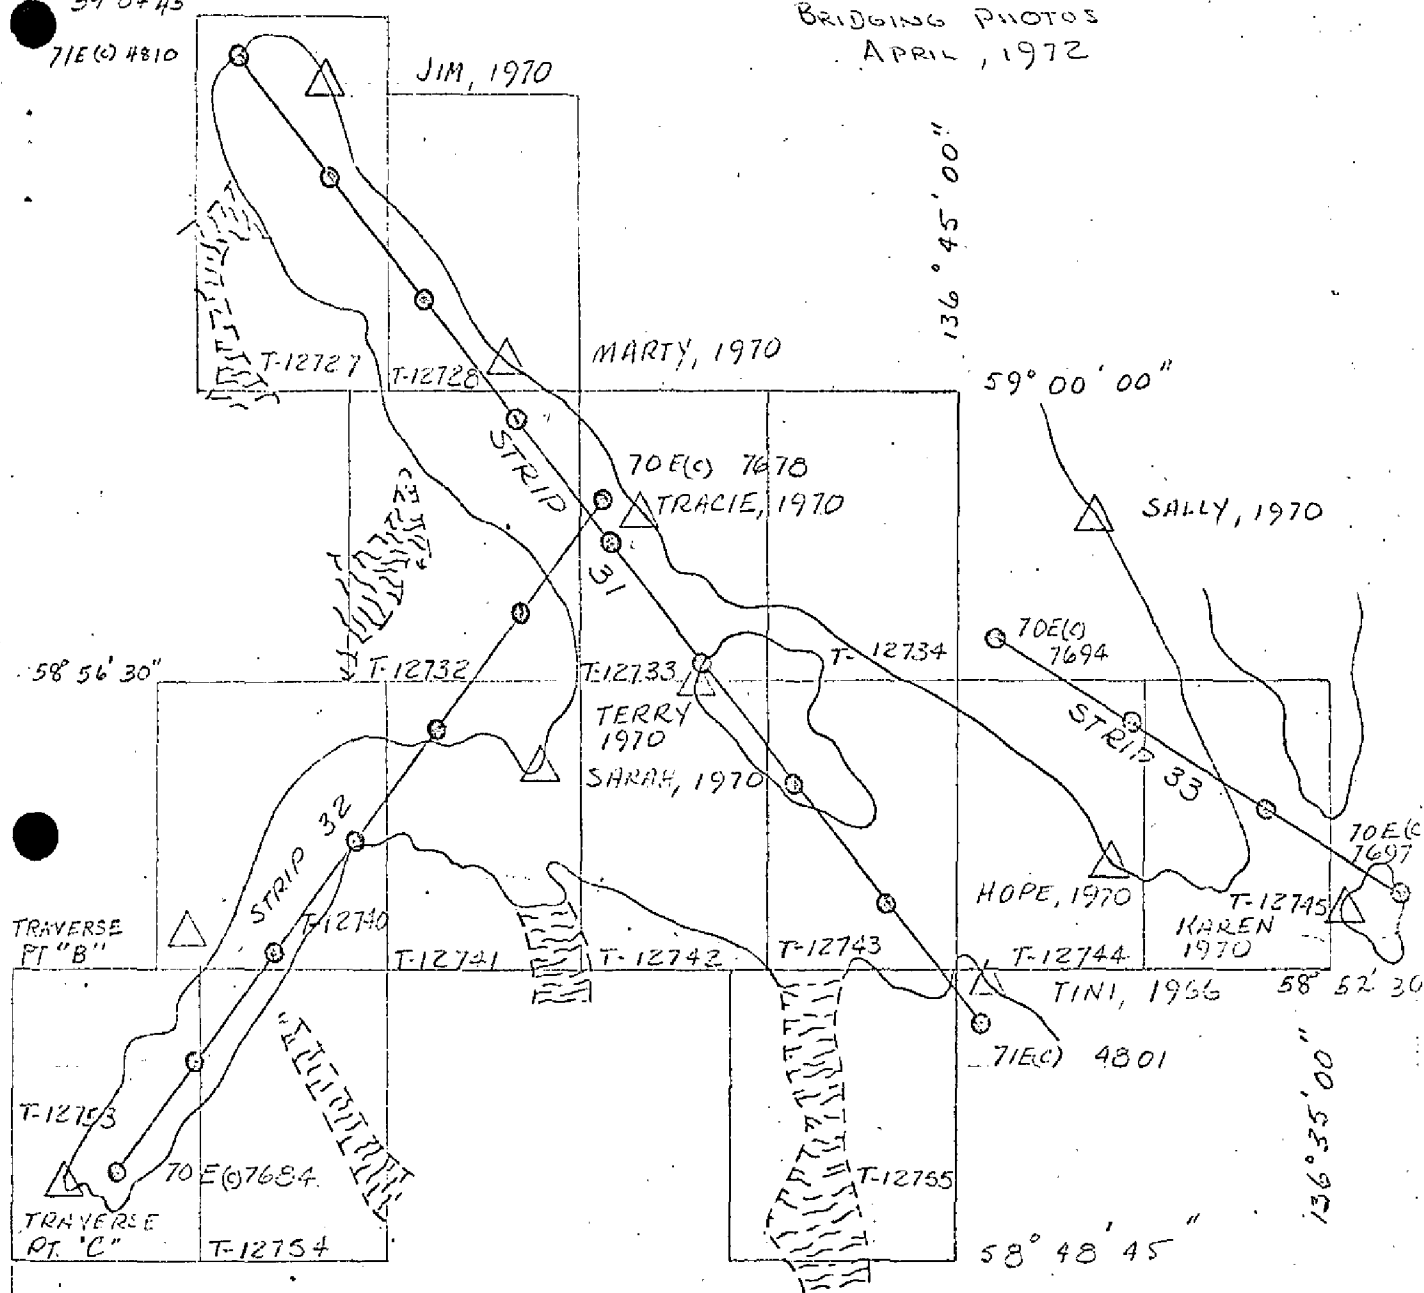 BRIDGING PHOTOS
APRIL, 1972
71E(C) 4810
JIM, 1970
136° 45' 00"
T-12727
T-12728
MARTY, 1970
59° 00' 00"
STRIP 31
70E(C) 7678
TRACIE, 1970
SALLY, 1970
70E(C)
7694
58 56' 30"
T-12732
T-12733
T-12734
TERRY
1970
SARAH, 1970
STRIP 33
STRIP 32
70E(C
7697
HOPE, 1970
T-12745
KAREN
1970
TRAVERSE
PT "B"
T-12740
T-12741
T-12742
T-12743
T-12744
TINI, 1966
58° 52' 30
71E(C) 4801
T-12753
T-12755
136° 35' 00"
70E(C) 7684
TRAVERSE
PT. "C"
T-12754
58° 48' 45"